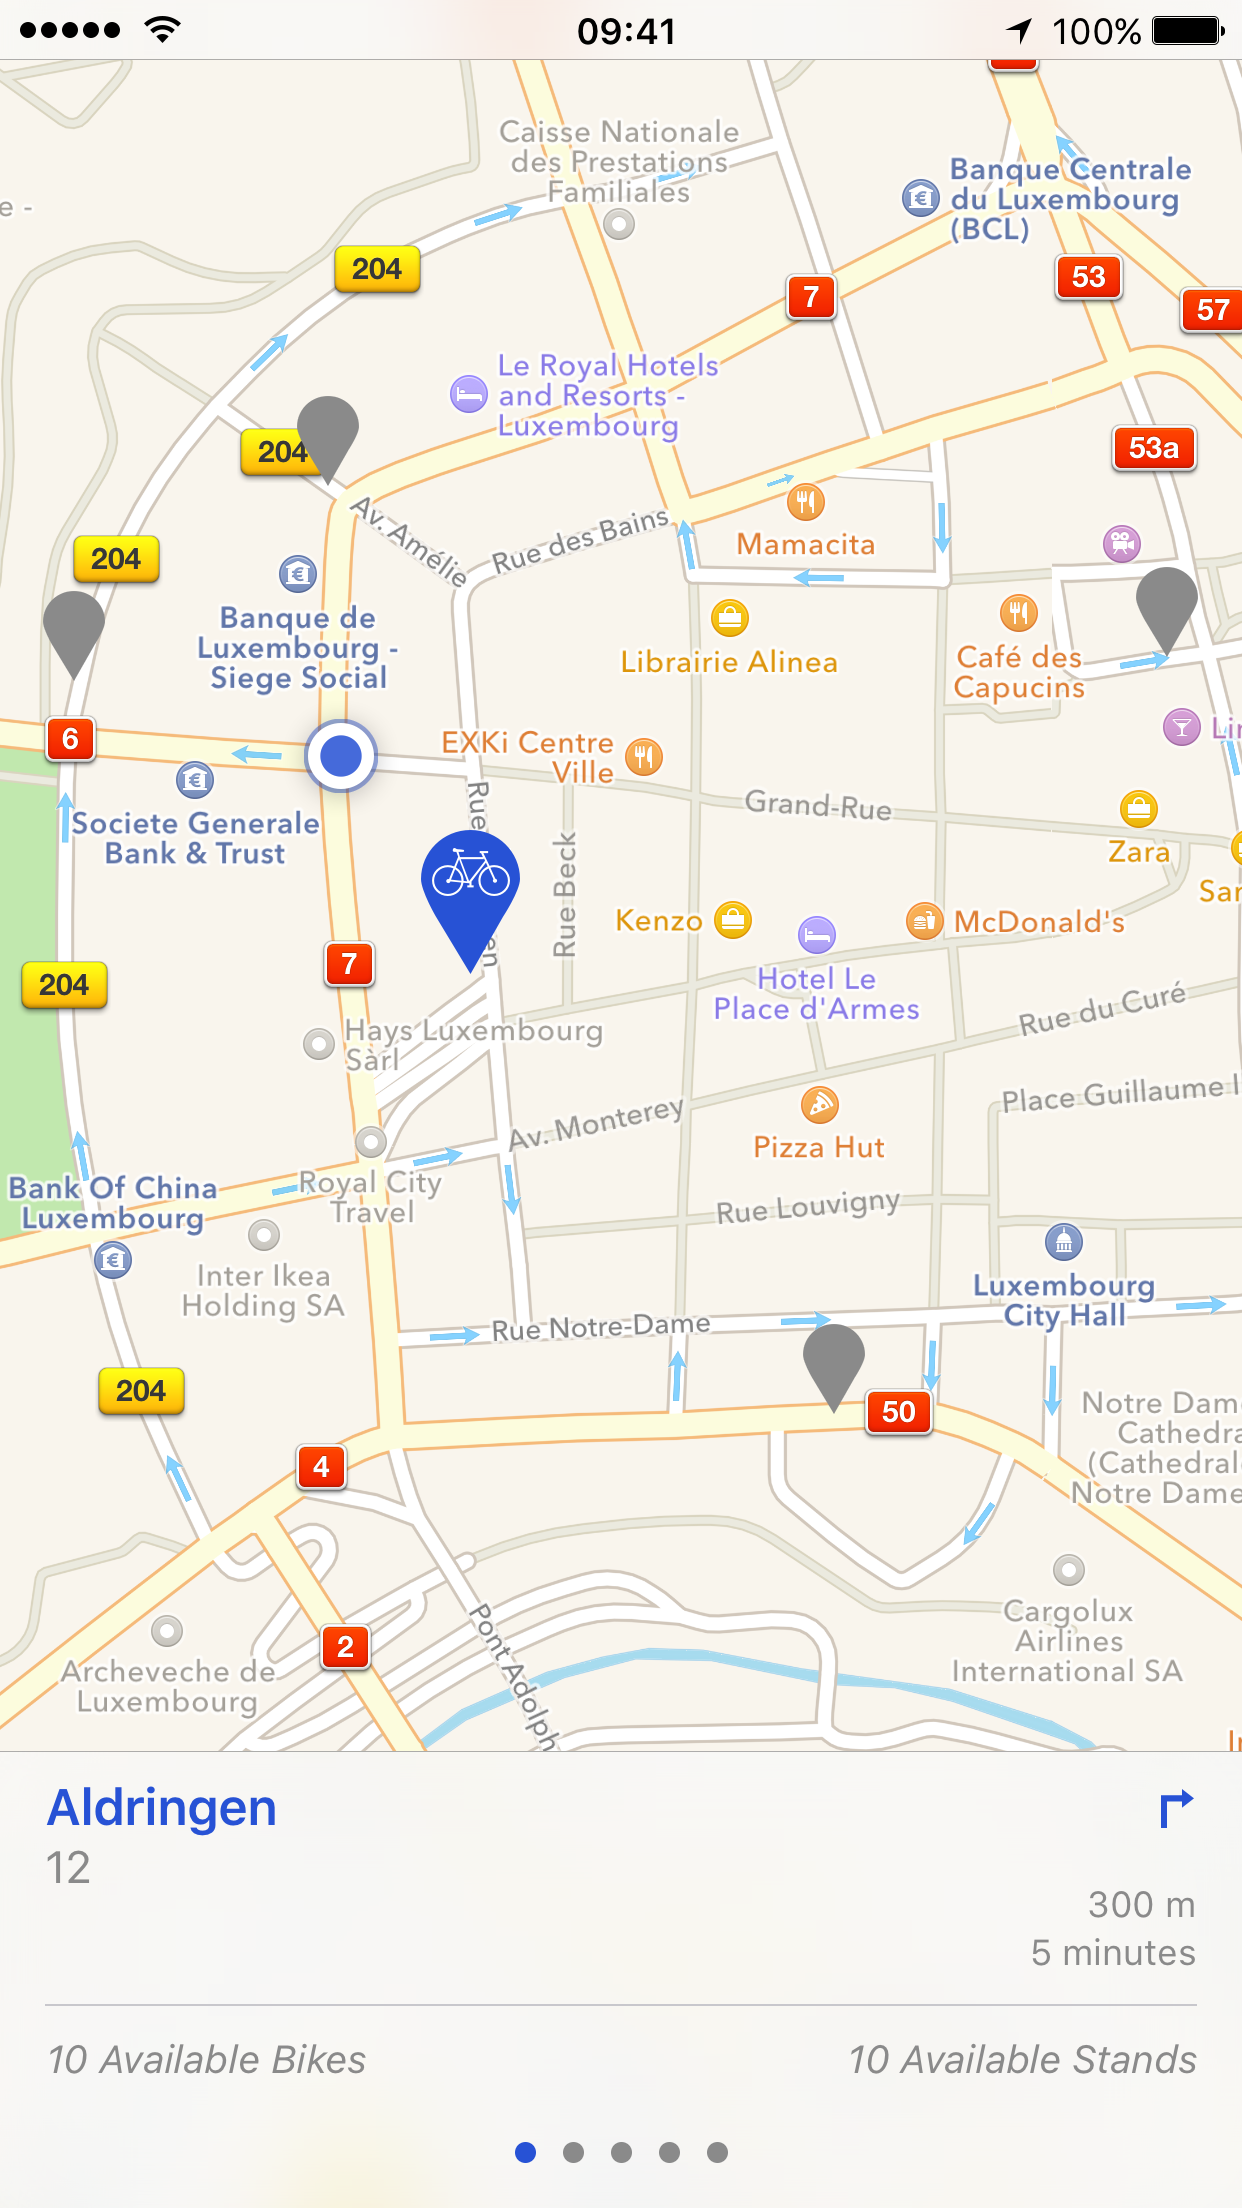 09:41
100%
Caisse Nationale
des Prestations
Familiales
Banque Centrale
du Luxembourg
(BCL)
e -
204
7
53
57
Le Royal Hotels
and Resorts -
Luxembourg
204
53a
Av. Amélie
Rue des Bains
Mamacita
204
Banque de
Luxembourg -
Siege Social
Librairie Alinea
Café des
Capucins
6
EXKi Centre
Ville
Societe Generale
Bank & Trust
Rue
Grand-Rue
Zara
Rue Beck
Kenzo
McDonald's
7
204
Hotel Le
Place d'Armes
Rue du Curé
Hays Luxembourg
Sàrl
Place Guillaume I
Av. Monterey
Pizza Hut
Bank Of China
Luxembourg
Royal City
Travel
Rue Louvigny
Inter Ikea
Holding SA
Luxembourg
City Hall
Rue Notre-Dame
204
50
Notre Dam
Cathedra
(Cathedral
Notre Dame
4
2
Pont Adolph
Cargolux
Airlines
International SA
Archeveche de
Luxembourg
Aldringen
12
300 m
5 minutes
10 Available Bikes
10 Available Stands